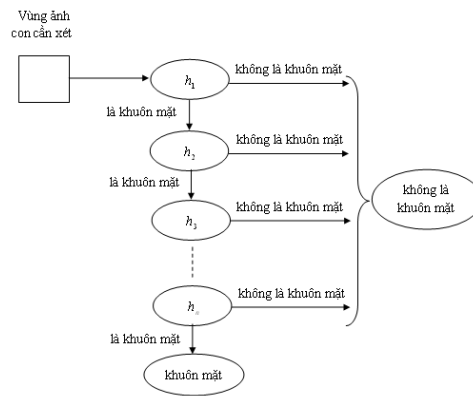 Vùng ảnh
con cần xét
h1
không là khuôn mặt
là khuôn mặt
h2
không là khuôn mặt
là khuôn mặt
h3
không là khuôn mặt
không là
khuôn mặt
h
không là khuôn mặt
là khuôn mặt
khuôn mặt